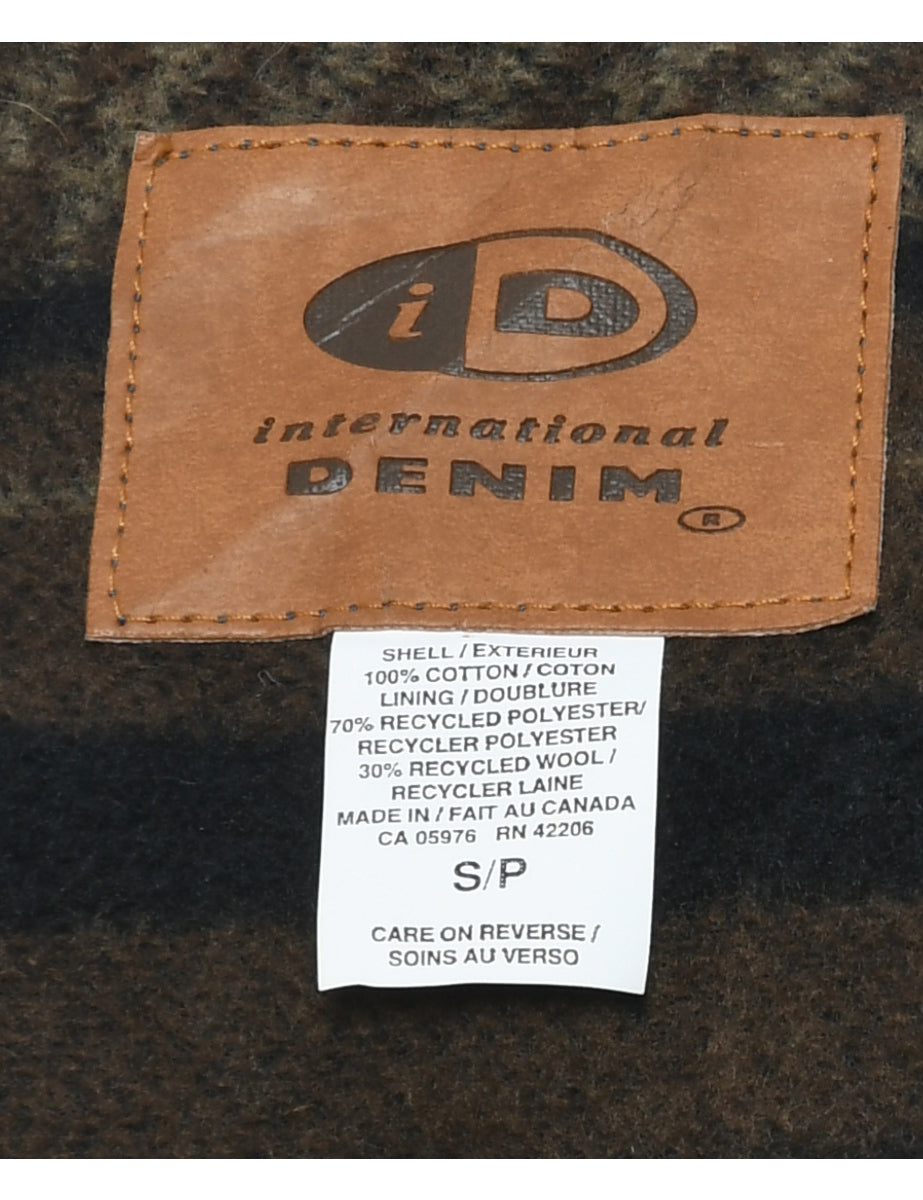 iD
international
DENIM
®
SHELL / EXTERIEUR
100% COTTON / COTON
LINING / DOUBLURE
70% RECYCLED POLYESTER/
RECYCLER POLYESTER
30% RECYCLED WOOL /
RECYCLER LAINE
MADE IN / FAIT AU CANADA
CA 05976 RN 42206
S/P
CARE ON REVERSE /
SOINS AU VERSO